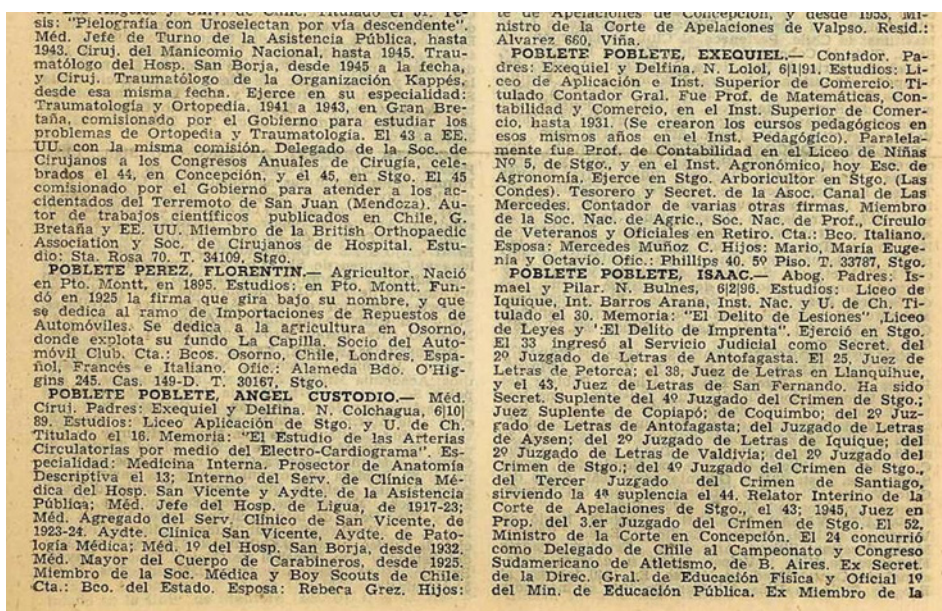 sis: "Pielografía con Uroselectan por vía descendente".
Méd. Jefe de Turno de la Asistencia Pública, hasta
1943. Ciruj. del Manicomio Nacional, hasta 1945. Trau-
matólogo del Hosp. San Borja, desde 1945 a la fecha,
y Ciruj. Traumatólogo de la Organización Kappés,
desde esa misma fecha. Ejerce en su especialidad:
Traumatología y Ortopedia. 1941 a 1943, en Gran Bre-
taña, comisionado por el Gobierno para estudiar los
problemas de Ortopedia y Traumatología. El 43 a EE.
UU. con la misma comisión. Delegado de la Soc. de
Cirujanos a los Congresos Anuales de Cirugía, cele-
brados el 44, en Concepción, y el 45, en Stgo. El 45
comisionado por el Gobierno para atender a los ac-
cidentados del Terremoto de San Juan (Mendoza). Au-
tor de trabajos científicos publicados en Chile, G.
Bretaña y EE. UU. Miembro de la British Orthopaedic
Association y Soc. de Cirujanos de Hospital. Estu-
dio: Sta. Rosa 70. T. 34109. Stgo.
POBLETE PEREZ, FLORENTIN.— Agricultor. Nació
en Pto. Montt, en 1895. Estudios: en Pto. Montt. Fun-
dó en 1925 la firma que gira bajo su nombre, y que
se dedica al ramo de Importaciones de Repuestos de
Automóviles. Se dedica a la agricultura en Osorno,
donde explota su fundo La Capilla. Socio del Auto-
móvil Club. Cta.: Bcos. Osorno, Chile, Londres, Espa-
ñol, Francés e Italiano. Ofic.: Alameda Bdo. O'Hig-
gins 245. Cas. 149-D. T. 30167, Stgo.
POBLETE POBLETE, ANGEL CUSTODIO.— Méd.
Ciruj. Padres: Exequiel y Delfina. N. Colchagua, 6|10|
89. Estudios: Liceo Aplicación de Stgo. y U. de Ch.
Titulado el 16. Memoria: "El Estudio de las Arterias
Circulatorias por medio del Electro-Cardiograma". Es-
pecialidad: Medicina Interna. Prosector de Anatomía
Descriptiva el 13; Interno del Serv. de Clínica Mé-
dica del Hosp. San Vicente y Aydte. de la Asistencia
Pública; Méd. Jefe del Hosp. de Ligua, de 1917-23;
Méd. Agregado del Serv. Clínico de San Vicente, de
1923-24. Aydte. Clínica San Vicente, Aydte. de Pato-
logía Médica; Méd. 1º del Hosp. San Borja, desde 1932.
Méd. Mayor del Cuerpo de Carabineros, desde 1925.
Miembro de la Soc. Médica y Boy Scouts de Chile.
Cta.: Bco. del Estado. Esposa: Rebeca Grez. Hijos:
te de Apelaciones de Concepción, y desde 1953, Mi-
nistro de la Corte de Apelaciones de Valpso. Resid.:
Alvarez 660, Viña.
POBLETE POBLETE, EXEQUIEL.— Contador. Pa-
dres: Exequiel y Delfina. N. Lolol, 6|1|91. Estudios: Li-
ceo de Aplicación e Inst. Superior de Comercio. Ti-
tulado Contador Gral. Fue Prof. de Matemáticas, Con-
tabilidad y Comercio, en el Inst. Superior de Comer-
cio, hasta 1931. (Se crearon los cursos pedagógicos en
esos mismos años en el Inst. Pedagógico). Paralela-
mente fue Prof. de Contabilidad en el Liceo de Niñas
Nº 5, de Stgo., y en el Inst. Agronómico, hoy Esc. de
Agronomía. Ejerce en Stgo. Arboricultor en Stgo. (Las
Condes). Tesorero y Secret. de la Asoc. Canal de Las
Mercedes. Contador de varias otras firmas. Miembro
de la Soc. Nac. de Agric., Soc. Nac. de Prof., Círculo
de Veteranos y Oficiales en Retiro. Cta.: Bco. Italiano.
Esposa: Mercedes Muñoz C. Hijos: Mario, María Euge-
nia y Octavio. Ofic.: Phillips 40. 5º Piso. T. 33787, Stgo.
POBLETE POBLETE, ISAAC.— Abog. Padres: Is-
mael y Pilar. N. Bulnes, 6|2|96. Estudios: Liceo de
Iquique, Int. Barros Arana, Inst. Nac. y U. de Ch. Ti-
tulado el 30. Memoria: "El Delito de Lesiones" ,Liceo
de Leyes y ':El Delito de Imprenta". Ejerció en Stgo.
El 33 ingresó al Servicio Judicial como Secret. del
2º Juzgado de Letras de Antofagasta. El 25, Juez de
Letras de Petorca; el 38, Juez de Letras en Llanquihue,
y el 43, Juez de Letras de San Fernando. Ha sido
Secret. Suplente del 4º Juzgado del Crimen de Stgo.;
Juez Suplente de Copiapó; de Coquimbo; del 2º Juz-
gado de Letras de Antofagasta; del Juzgado de Letras
de Aysen; del 2º Juzgado de Letras de Iquique; del
2º Juzgado de Letras de Valdivia; del 2º Juzgado del
Crimen de Stgo.; del 4º Juzgado del Crimen de Stgo.,
del Tercer Juzgado del Crimen de Santiago,
sirviendo la 4ª suplencia el 44. Relator Interino de la
Corte de Apelaciones de Stgo., el 43; 1945, Juez en
Prop. del 3.er Juzgado del Crimen de Stgo. El 52,
Ministro de la Corte en Concepción. El 24 concurrió
como Delegado de Chile al Campeonato y Congreso
Sudamericano de Atletismo, de B. Aires. Ex Secret.
de la Direc. Gral. de Educación Física y Oficial 1º
del Min. de Educación Pública. Ex Miembro de la